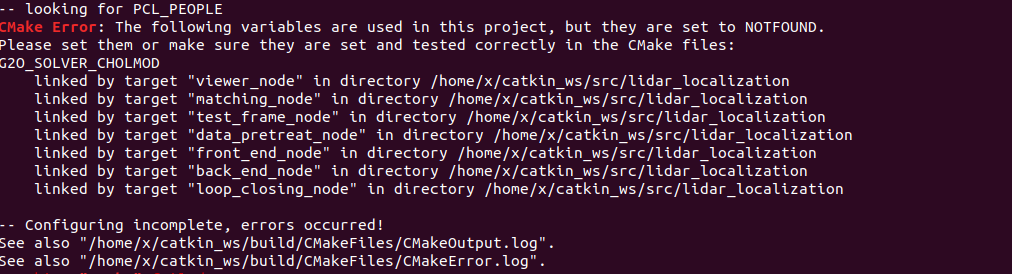 -- looking for PCL_PEOPLE
CMake Error: The following variables are used in this project, but they are set to NOTFOUND.
Please set them or make sure they are set and tested correctly in the CMake files:
G2O_SOLVER_CHOLMOD
    linked by target "viewer_node" in directory /home/x/catkin_ws/src/lidar_localization
    linked by target "matching_node" in directory /home/x/catkin_ws/src/lidar_localization
    linked by target "test_frame_node" in directory /home/x/catkin_ws/src/lidar_localization
    linked by target "data_pretreat_node" in directory /home/x/catkin_ws/src/lidar_localization
    linked by target "front_end_node" in directory /home/x/catkin_ws/src/lidar_localization
    linked by target "back_end_node" in directory /home/x/catkin_ws/src/lidar_localization
    linked by target "loop_closing_node" in directory /home/x/catkin_ws/src/lidar_localization

-- Configuring incomplete, errors occurred!
See also "/home/x/catkin_ws/build/CMakeFiles/CMakeOutput.log".
See also "/home/x/catkin_ws/build/CMakeFiles/CMakeError.log".